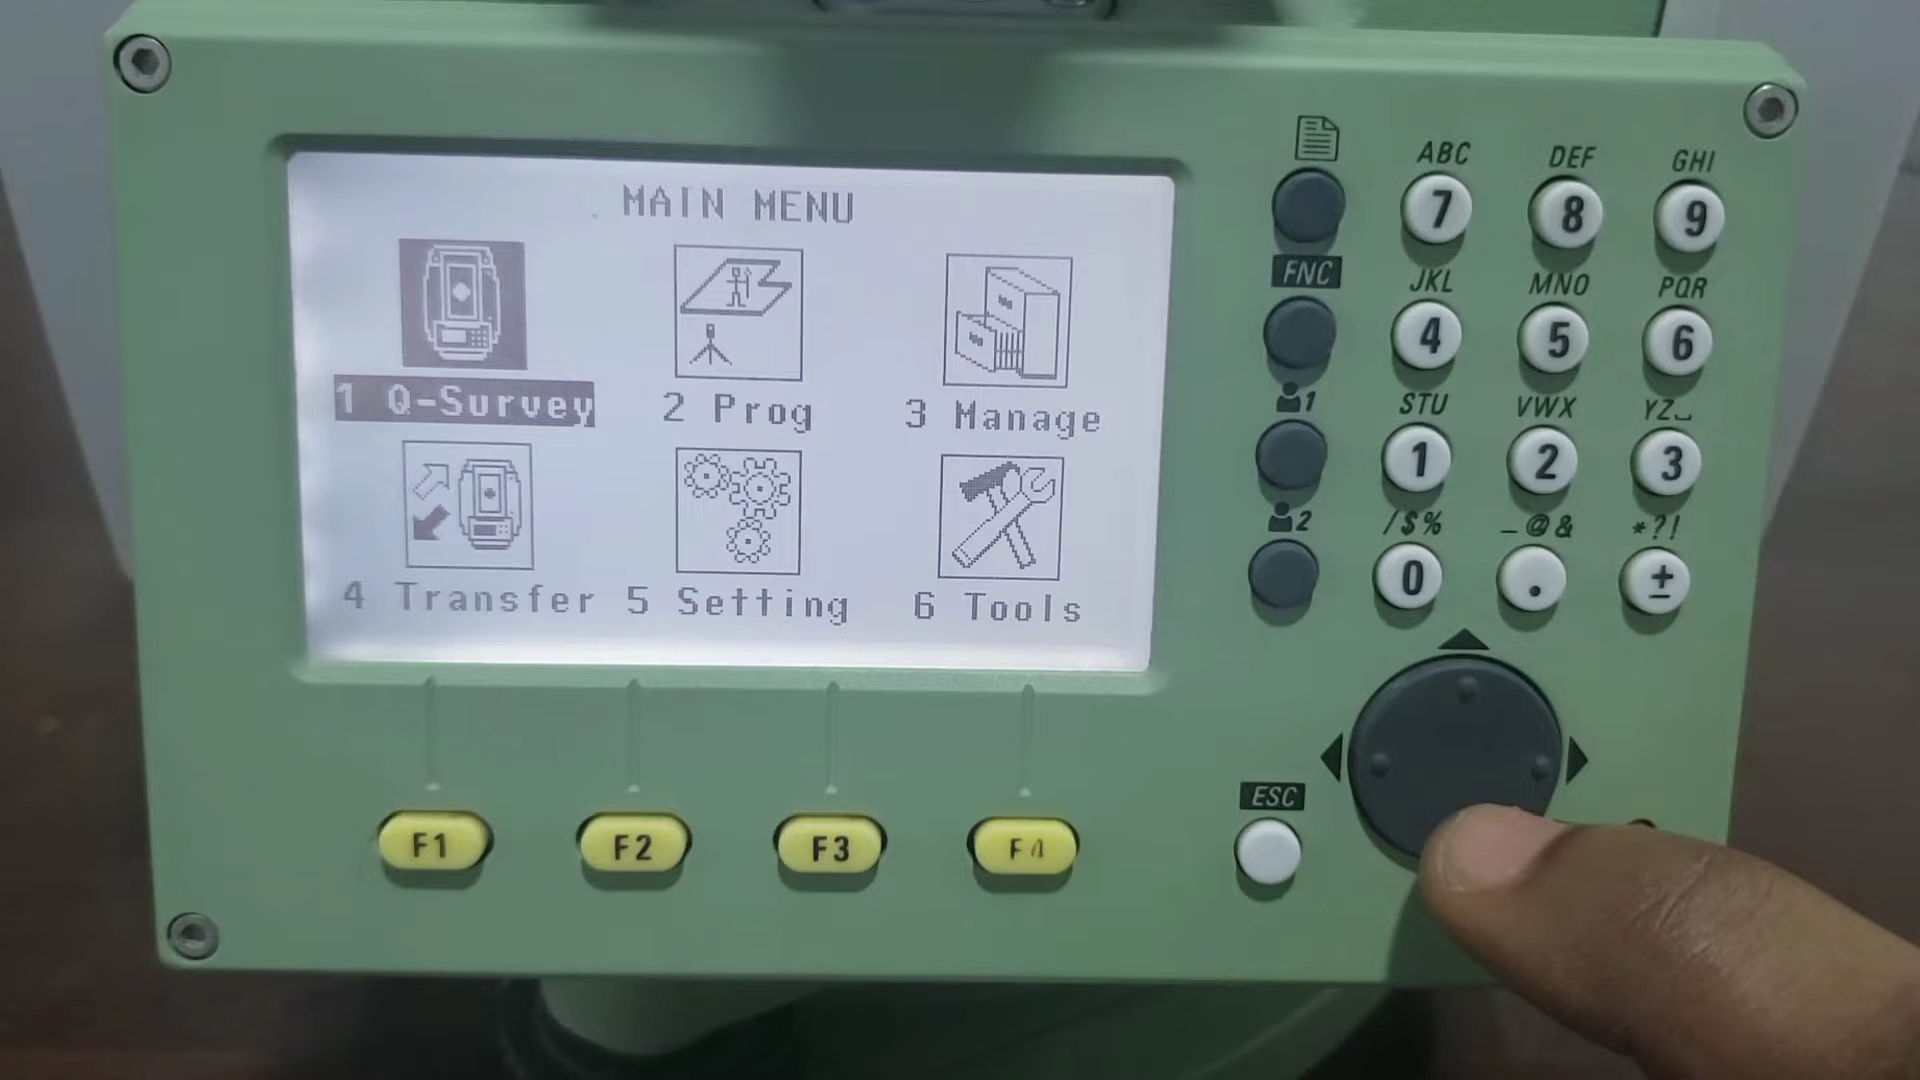 MAIN MENU
1 Q-Survey 2 Prog 3 Manage
4 Transfer 5 Setting 6 Tools
F1 F2 F3 F4
FNC
1
2
ABC DEF GHI
7 8 9
JKL MNO PQR
4 5 6
STU VWX YZ⎵
1 2 3
/$% _@& *?!
0 . ±
ESC